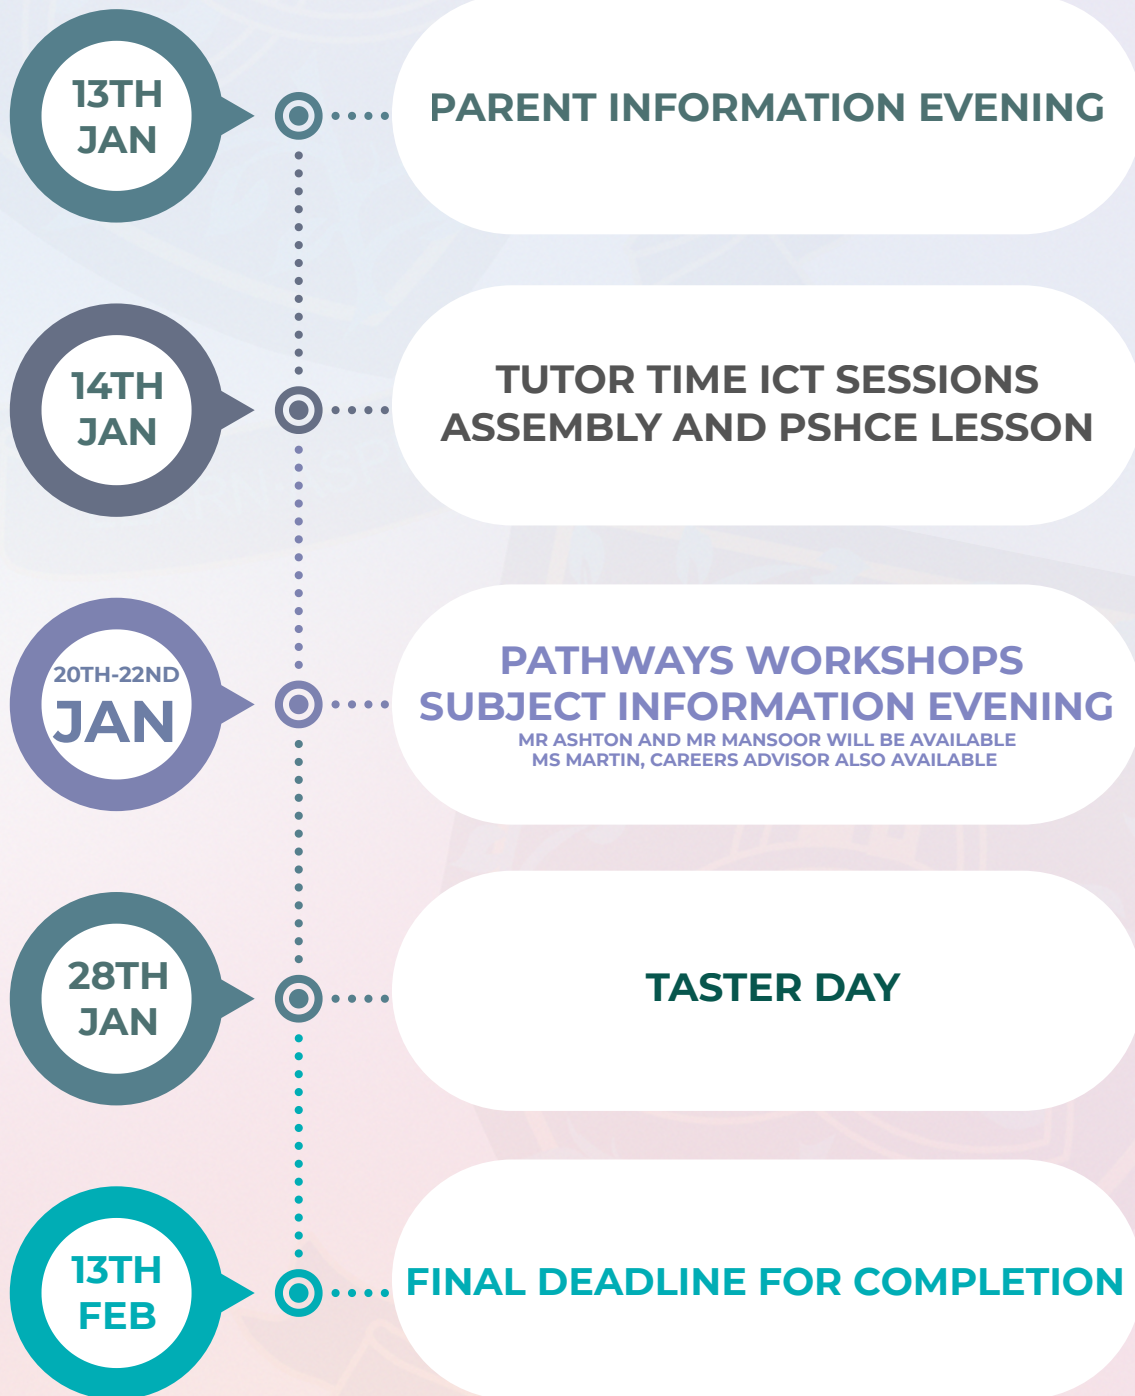 13TH
JAN
PARENT INFORMATION EVENING
14TH
JAN
TUTOR TIME ICT SESSIONS
ASSEMBLY AND PSHCE LESSON
20TH-22ND
JAN
PATHWAYS WORKSHOPS
SUBJECT INFORMATION EVENING
MR ASHTON AND MR MANSOOR WILL BE AVAILABLE
MS MARTIN, CAREERS ADVISOR ALSO AVAILABLE
28TH
JAN
TASTER DAY
13TH
FEB
FINAL DEADLINE FOR COMPLETION